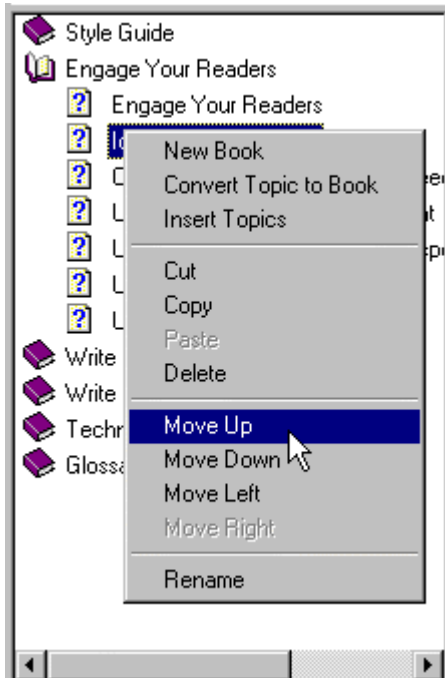 Style Guide
Engage Your Readers
Engage Your Readers
New Book
Convert Topic to Book
Insert Topics
Cut
Copy
Paste
Delete
Write
Write
Move Up
Techn
Move Down
Glossa
Move Left
Move Right
Rename